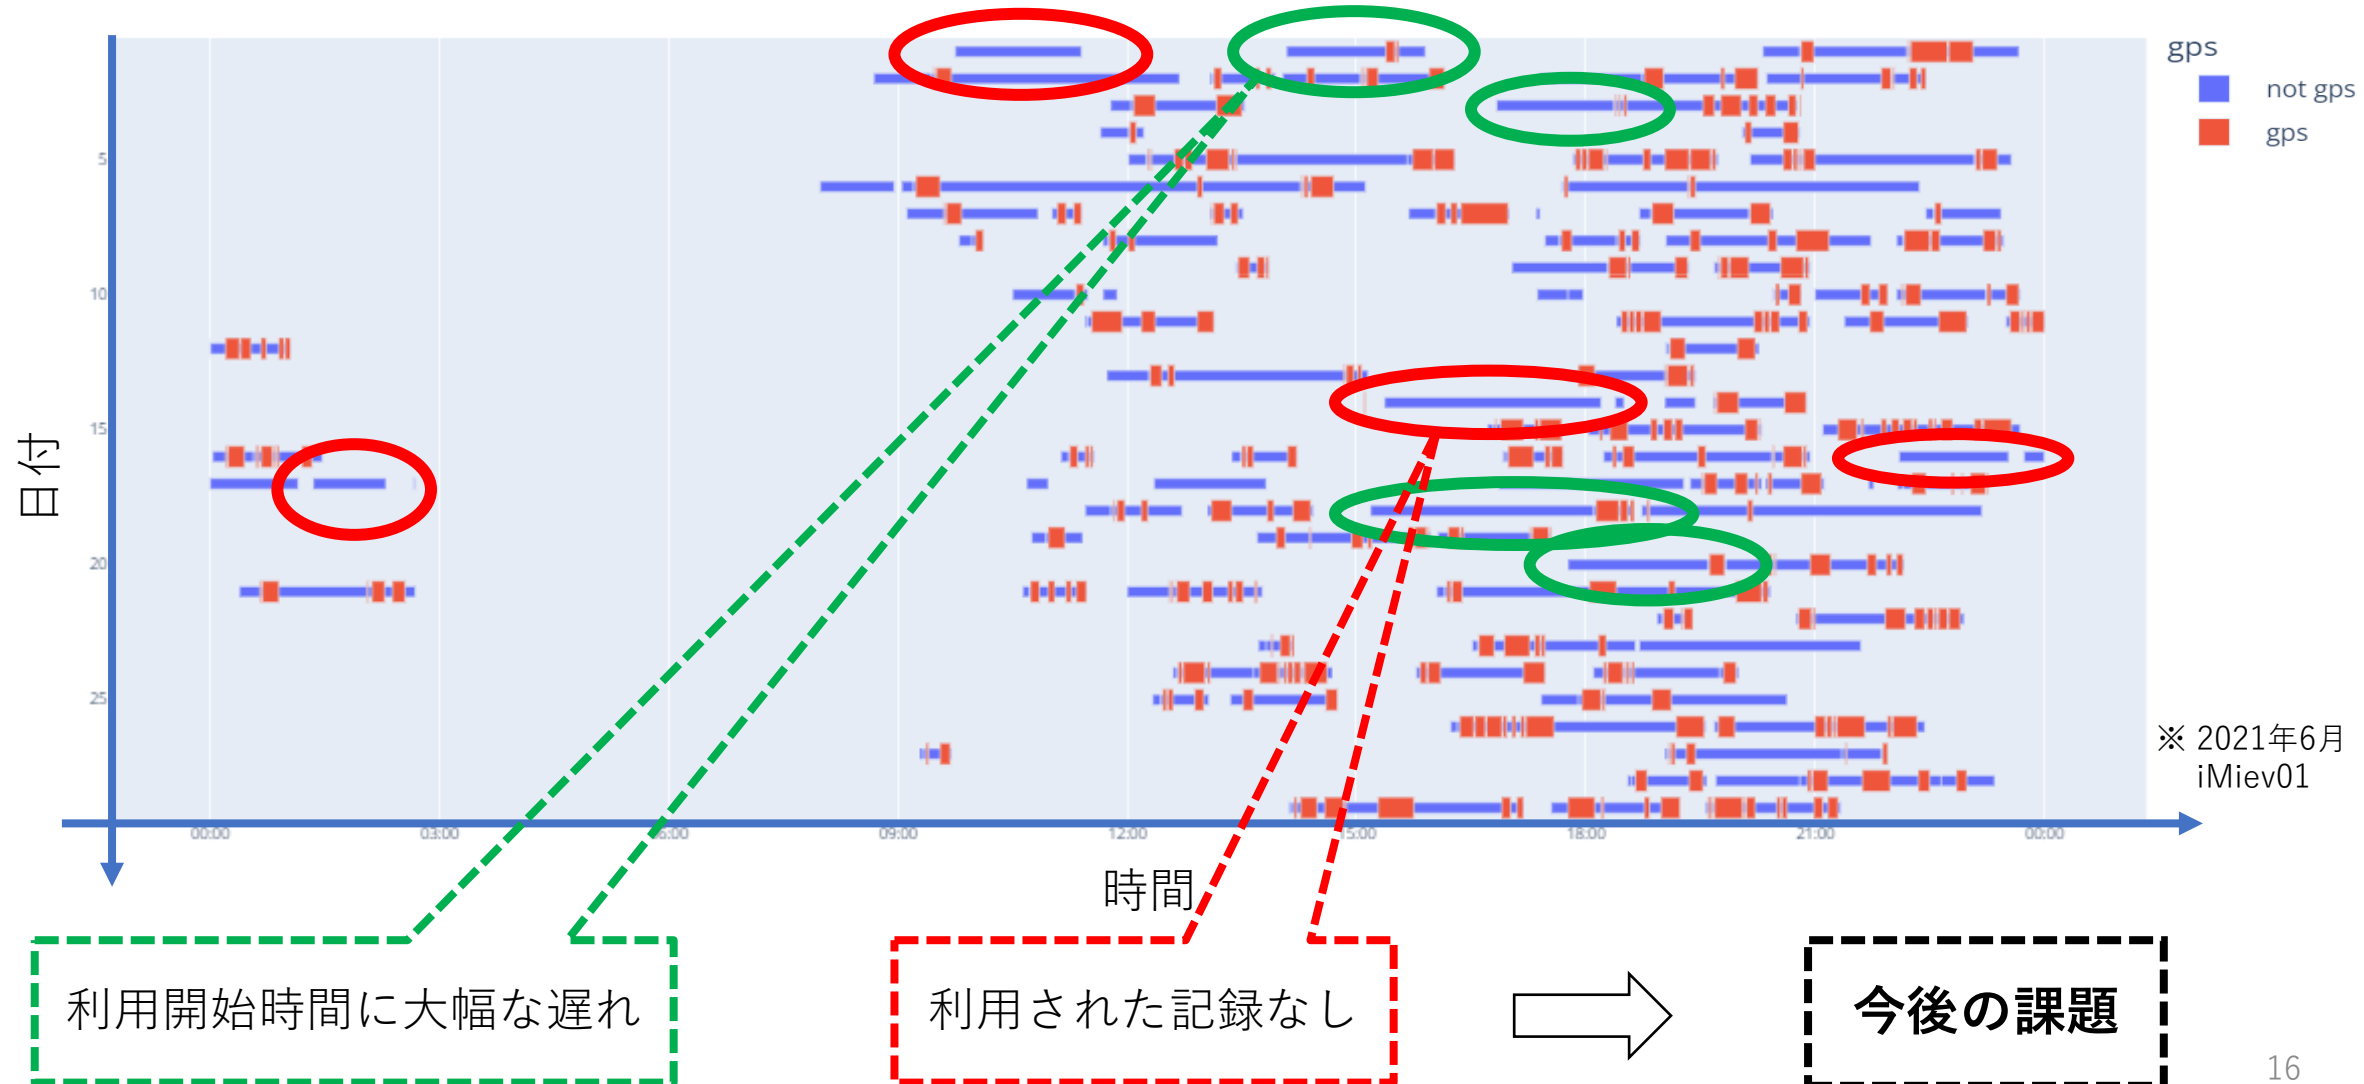 gps
not gps
gps
5
10
15
20
25
日付
※ 2021年6月
iMiev01
00:00
03:00
06:00
09:00
12:00
15:00
18:00
21:00
00:00
時間
利用開始時間に大幅な遅れ
利用された記録なし
今後の課題
16